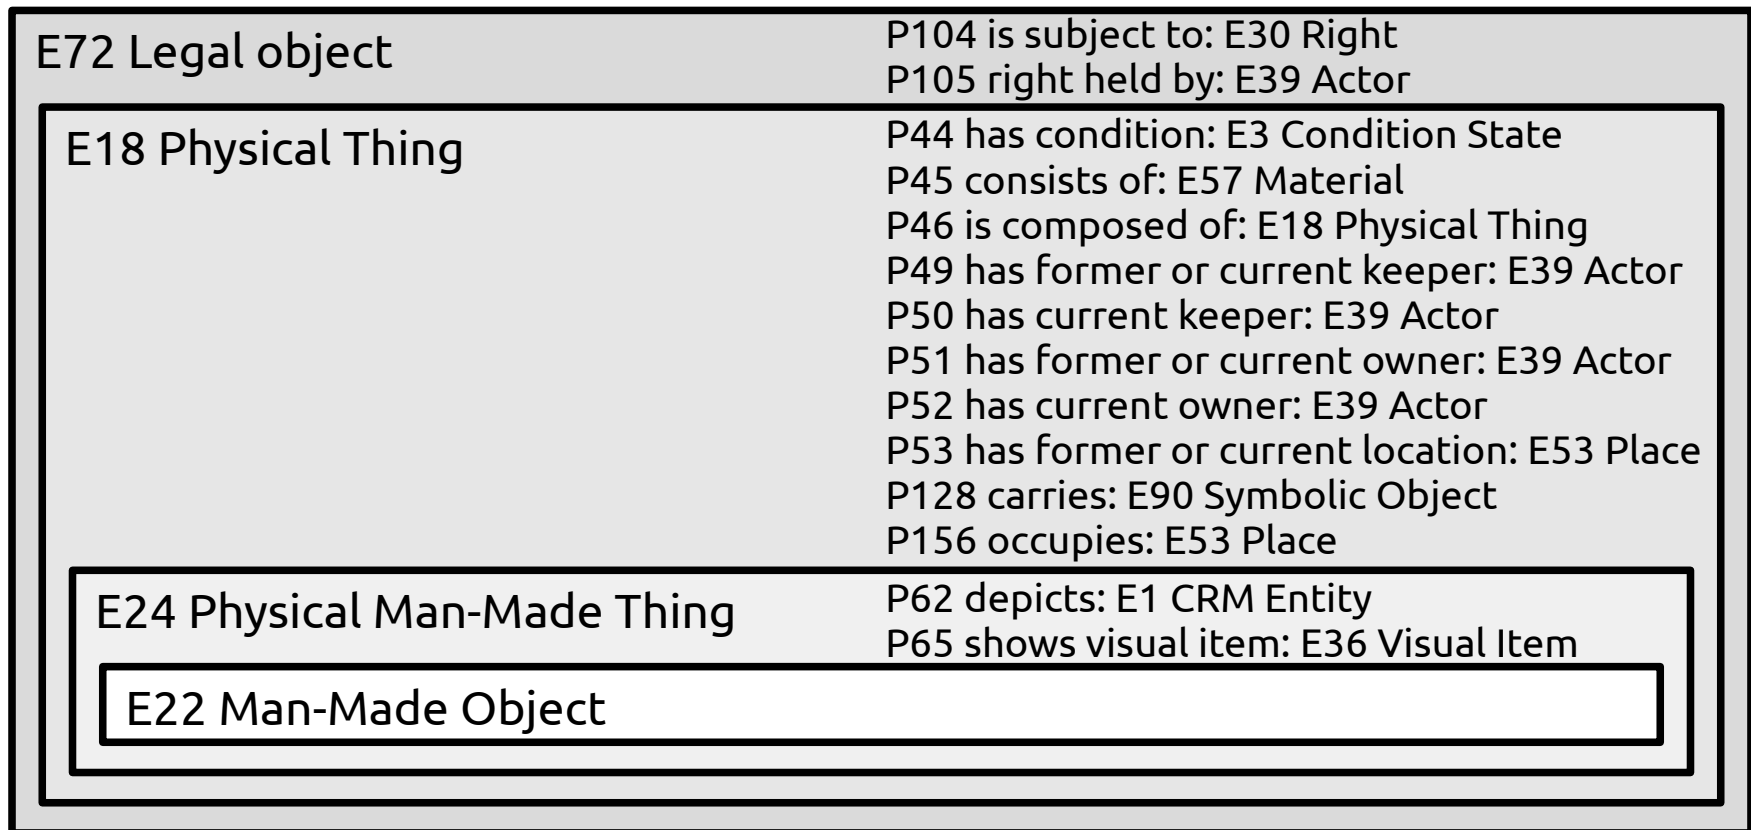 E72 Legal object
P104 is subject to: E30 Right
P105 right held by: E39 Actor
E18 Physical Thing
P44 has condition: E3 Condition State
P45 consists of: E57 Material
P46 is composed of: E18 Physical Thing
P49 has former or current keeper: E39 Actor
P50 has current keeper: E39 Actor
P51 has former or current owner: E39 Actor
P52 has current owner: E39 Actor
P53 has former or current location: E53 Place
P128 carries: E90 Symbolic Object
P156 occupies: E53 Place
E24 Physical Man-Made Thing
P62 depicts: E1 CRM Entity
P65 shows visual item: E36 Visual Item
E22 Man-Made Object